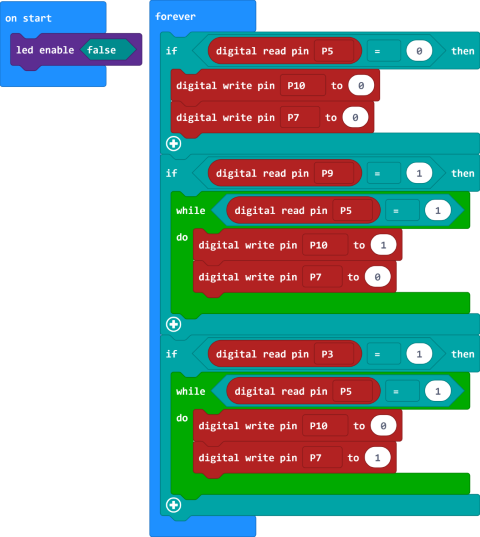 on start
led enable false
forever
if digital read pin P5 = 0 then
digital write pin P10 to 0
digital write pin P7 to 0
if digital read pin P9 = 1 then
while digital read pin P5 = 1
do
digital write pin P10 to 1
digital write pin P7 to 0
if digital read pin P3 = 1 then
while digital read pin P5 = 1
do
digital write pin P10 to 0
digital write pin P7 to 1